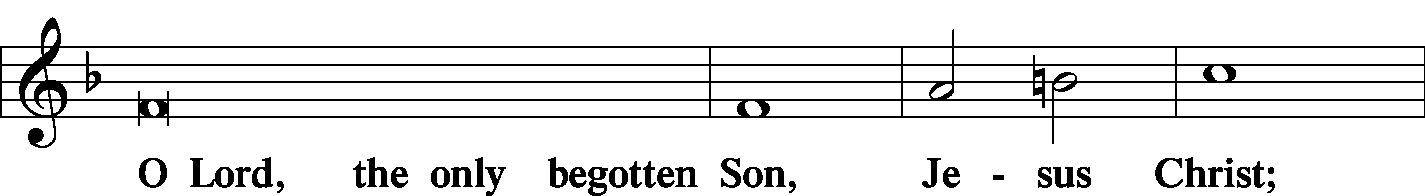 O Lord, the only begotten Son, Je - sus Christ;